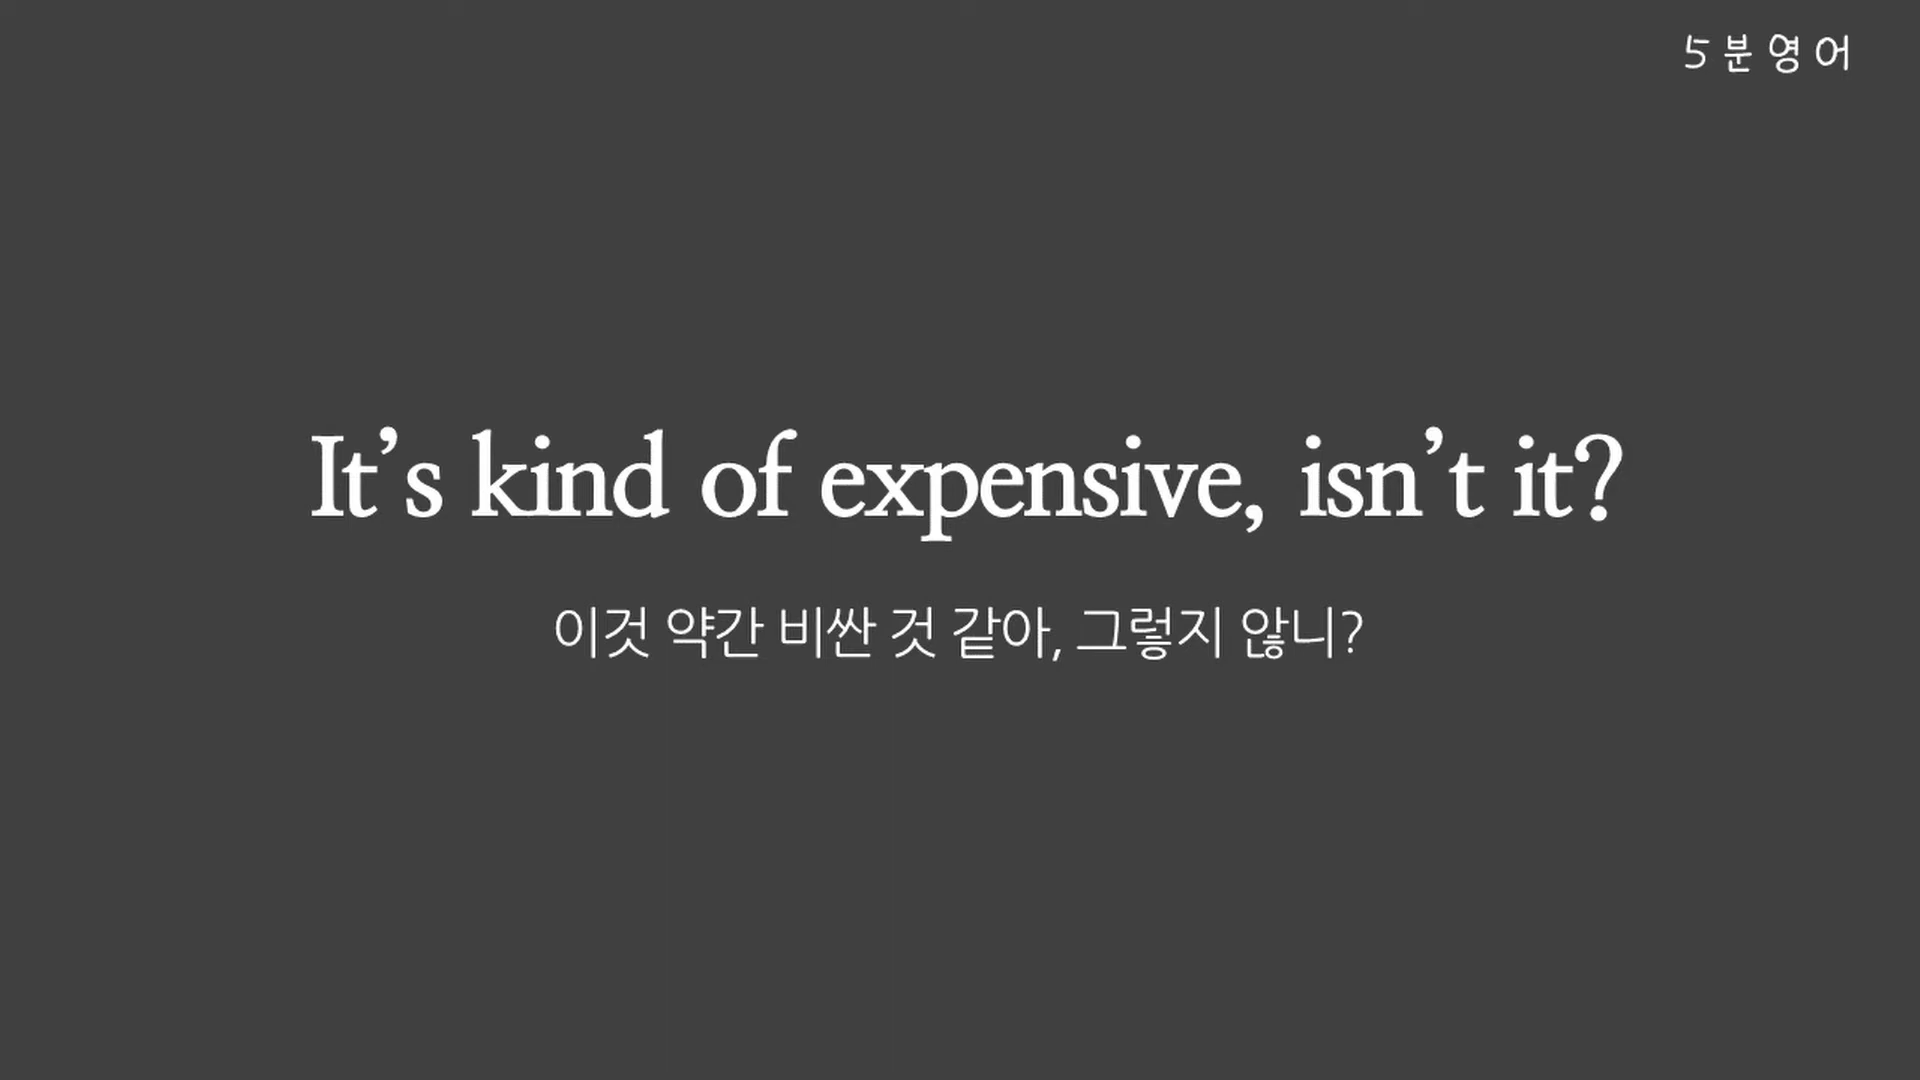 5분영어
It’s kind of expensive, isn’t it?
이것 약간 비싼 것 같아, 그렇지 않니?